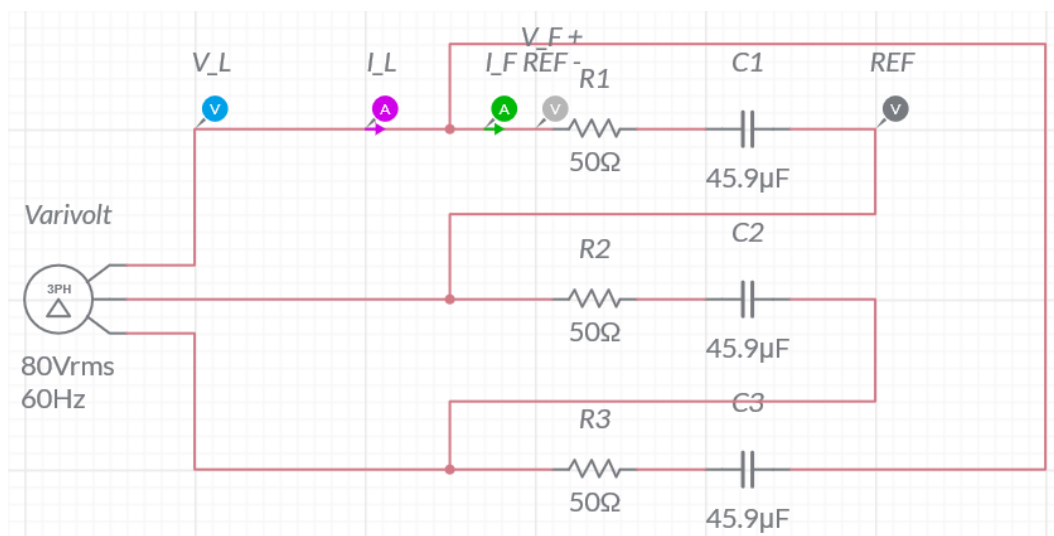 V_F +
V_L
I_L
I_F REF -
R1
C1
REF
V
A
A
V
V
50Ω
45.9µF
Varivolt
C2
R2
3PH
50Ω
45.9µF
80Vrms
60Hz
C3
R3
50Ω
45.9µF